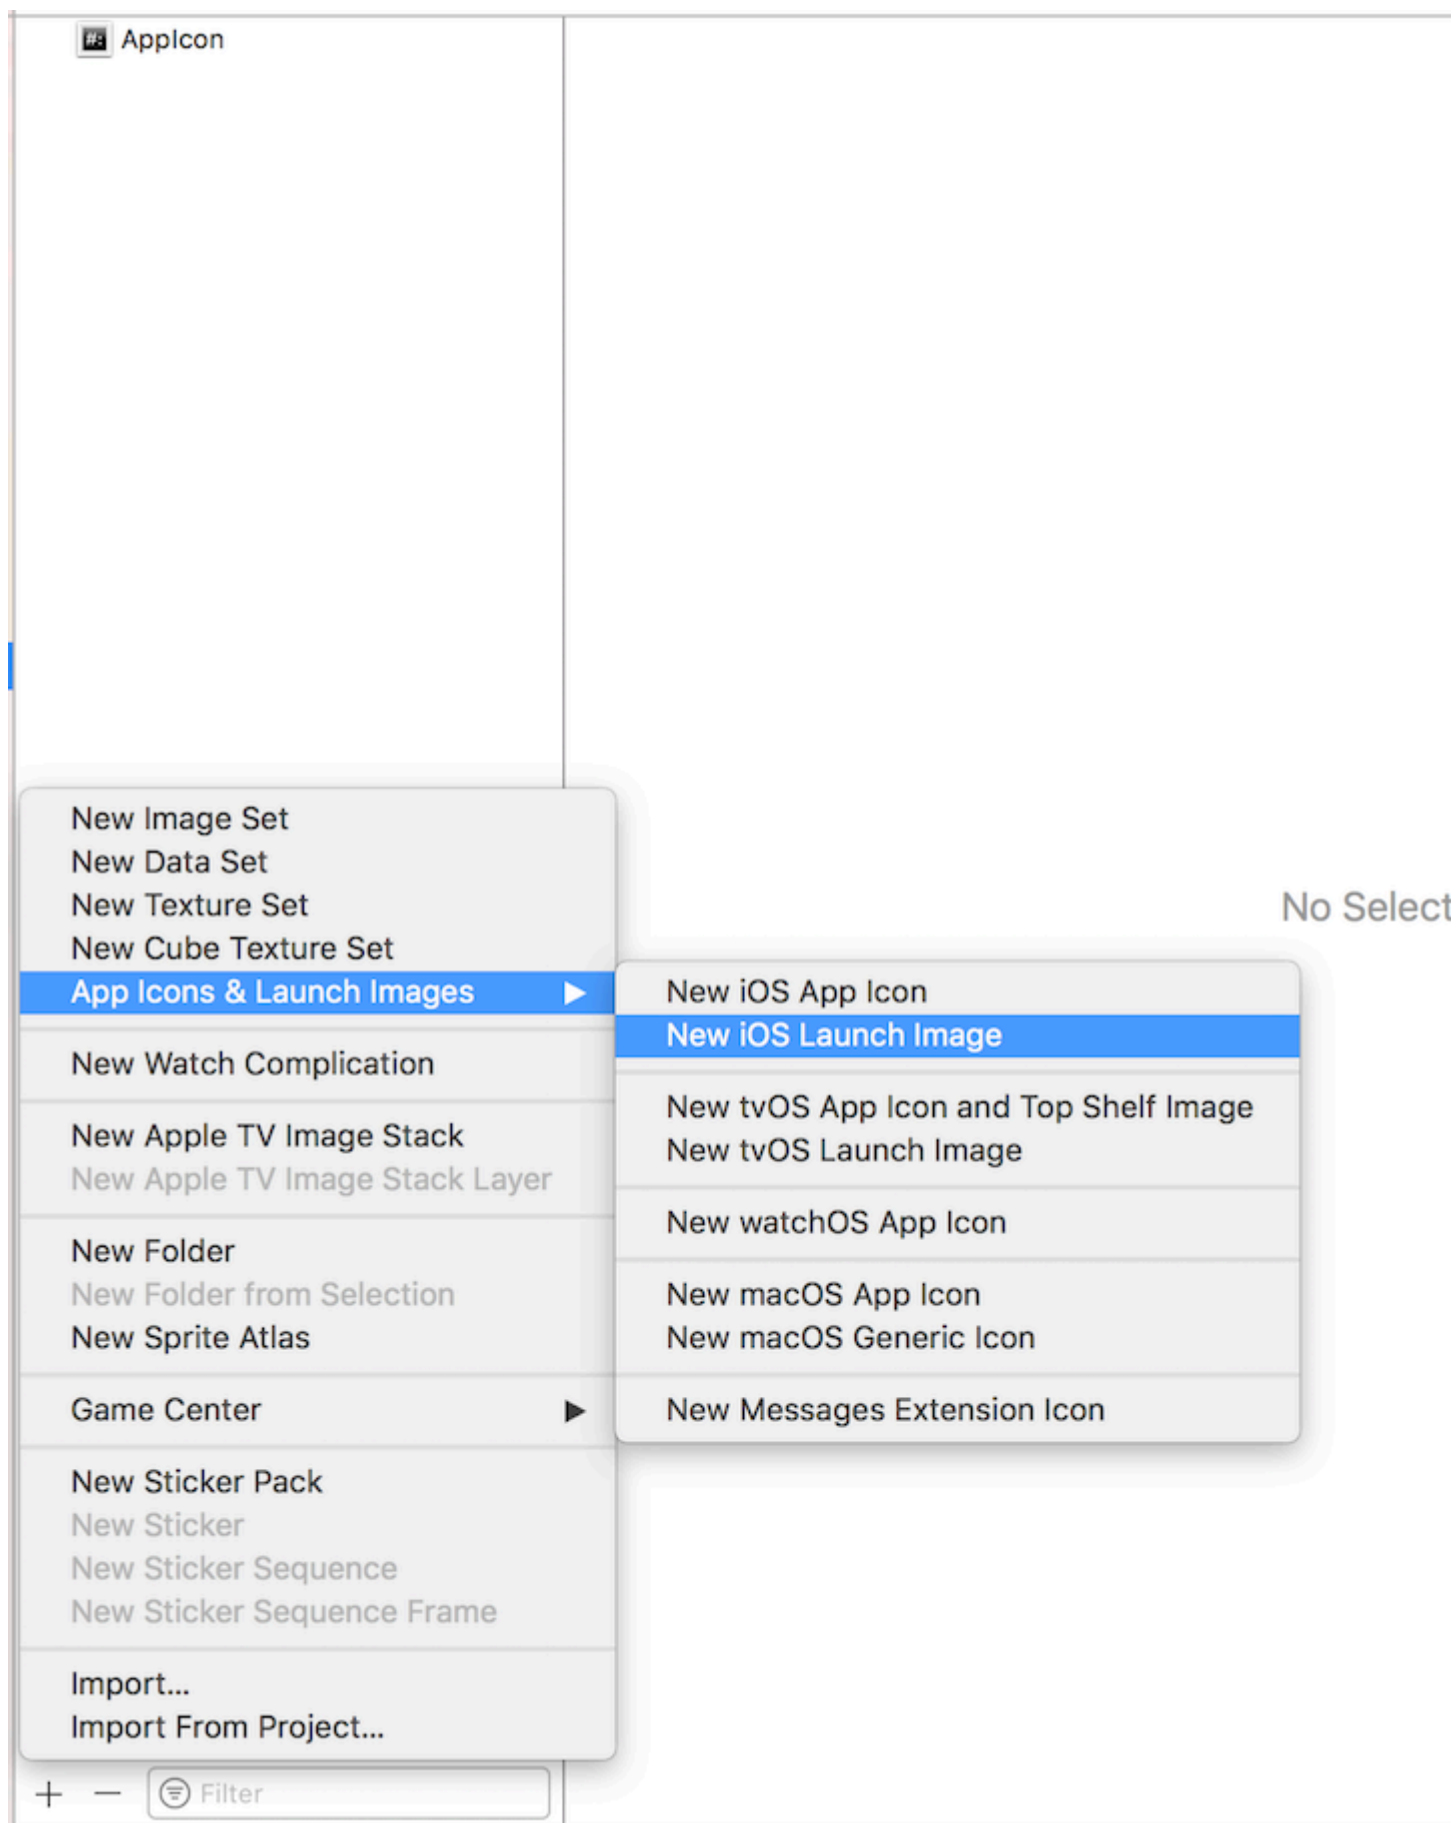 AppIcon
New Image Set
New Data Set
New Texture Set
New Cube Texture Set
App Icons & Launch Images
New Watch Complication
New Apple TV Image Stack
New Apple TV Image Stack Layer
New Folder
New Folder from Selection
New Sprite Atlas
Game Center
New Sticker Pack
New Sticker
New Sticker Sequence
New Sticker Sequence Frame
Import...
Import From Project...
Filter
No Select
New iOS App Icon
New iOS Launch Image
New tvOS App Icon and Top Shelf Image
New tvOS Launch Image
New watchOS App Icon
New macOS App Icon
New macOS Generic Icon
New Messages Extension Icon